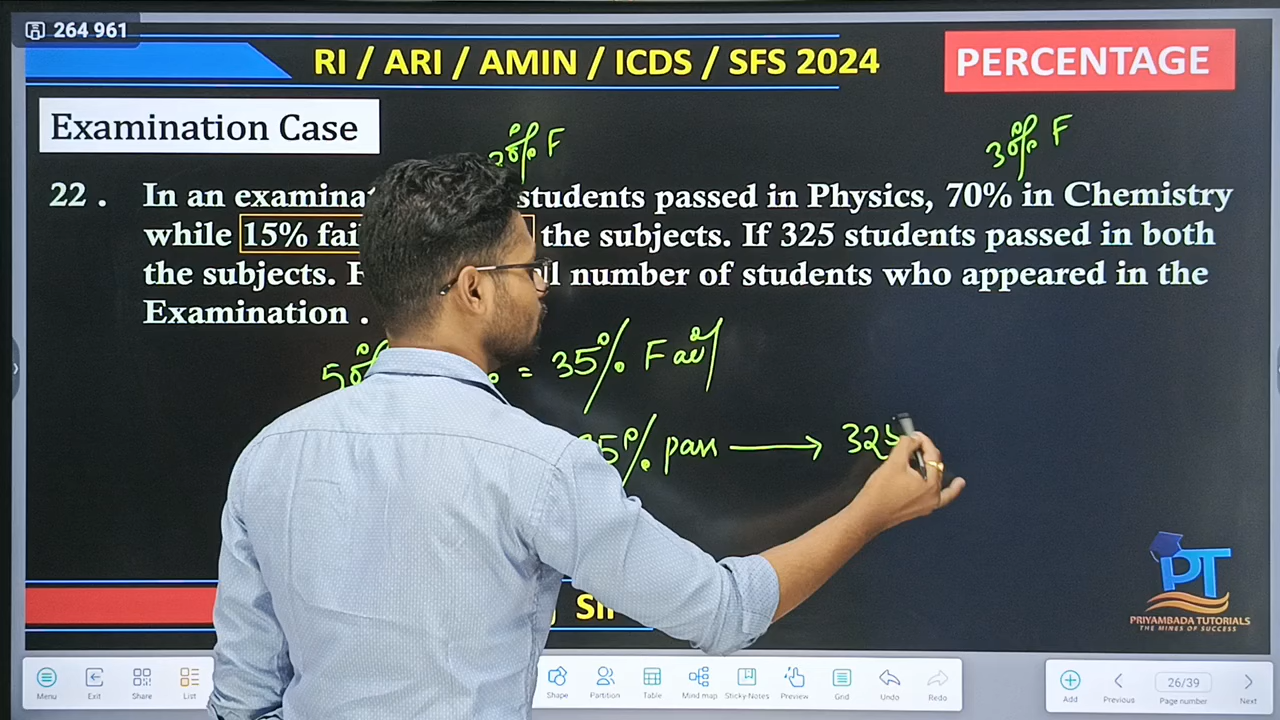 264 961
RI / ARI / AMIN / ICDS / SFS 2024
PERCENTAGE
Examination Case
F
30% F
22 . In an students passed in Physics, 70% in Chemistry
while 15% the subjects. If 325 students passed in both
the subjects. number of students who appeared in the
Examination .
= 35% Fail
pass → 325
PT
PRIYAMBADA TUTORIALS
THE MINES OF SUCCESS
Menu Exit Share List Shape Partition Table Mind map Sticky-Notes Preview Grid Undo Redo Add Previous 26/39 Page number Next